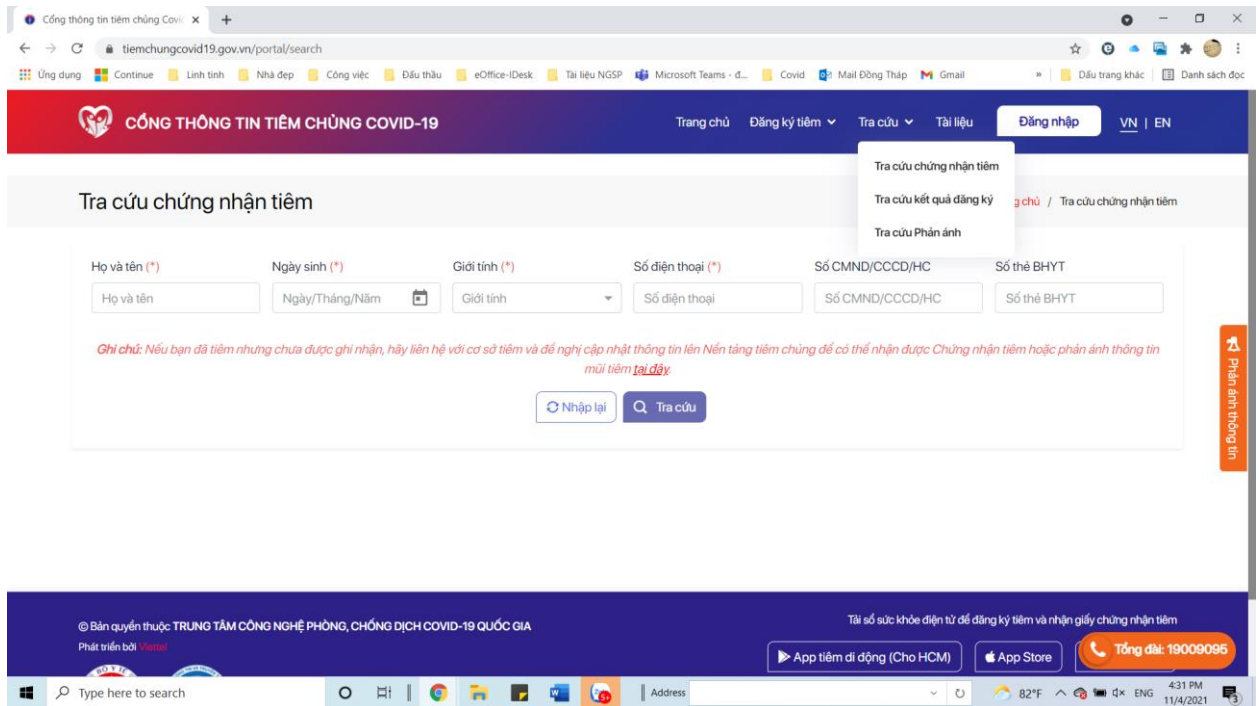 Cổng thông tin tiêm chủng Covi
tiemchungcovid19.gov.vn/portal/search
Ứng dụng Continue Linh tinh Nhà đẹp Công việc Đấu thầu eOffice-IDesk Tài liệu NGSP Microsoft Teams - đ... Covid Mail Đồng Tháp Gmail » Dấu trang khác Danh sách đọc
CỔNG THÔNG TIN TIÊM CHỦNG COVID-19 Trang chủ Đăng ký tiêm Tra cứu Tài liệu Đăng nhập VN | EN
Tra cứu chứng nhận tiêm
Tra cứu kết quả đăng ký
Tra cứu Phản ánh
Tra cứu chứng nhận tiêm g chủ / Tra cứu chứng nhận tiêm
Họ và tên (*) Ngày sinh (*) Giới tính (*) Số điện thoại (*) Số CMND/CCCD/HC Số thẻ BHYT
Họ và tên Ngày/Tháng/Năm Giới tính Số điện thoại Số CMND/CCCD/HC Số thẻ BHYT
Ghi chú: Nếu bạn đã tiêm nhưng chưa được ghi nhận, hãy liên hệ với cơ sở tiêm và đề nghị cập nhật thông tin lên Nền tảng tiêm chủng để có thể nhận được Chứng nhận tiêm hoặc phản ánh thông tin
mũi tiêm tại đây.
Nhập lại Tra cứu
Phản ánh thông tin
© Bản quyền thuộc TRUNG TÂM CÔNG NGHỆ PHÒNG, CHỐNG DỊCH COVID-19 QUỐC GIA
Phát triển bởi Viettel
Tải sổ sức khỏe điện tử để đăng ký tiêm và nhận giấy chứng nhận tiêm
App tiêm di động (Cho HCM) App Store
Tổng đài: 19009095
Type here to search Address 82°F ENG 4:31 PM
11/4/2021 3